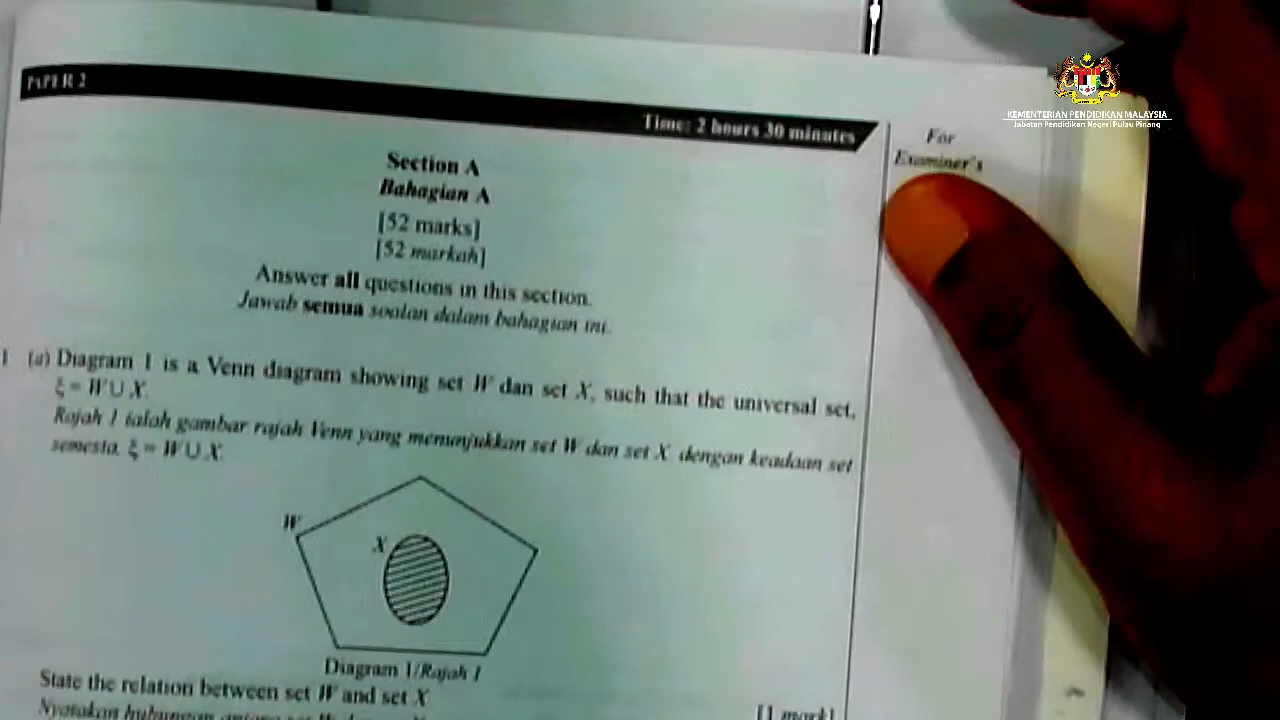 PAPER 2
Time: 2 hours 30 minutes
KEMENTERIAN PENDIDIKAN MALAYSIA
Jabatan Pendidikan Negeri Pulau Pinang
For
Examiner's
Section A
Bahagian A
[52 marks]
[52 markah]
Answer all questions in this section.
Jawab semua soalan dalam bahagian ini.
1 (a) Diagram 1 is a Venn diagram showing set W dan set X, such that the universal set,
ξ = W ∪ X.
Rajah 1 ialah gambar rajah Venn yang menunjukkan set W dan set X dengan keadaan set
semesta, ξ = W ∪ X.
W
X
Diagram 1/Rajah 1
State the relation between set W and set X
[1 mark]
Nyatakan hubungan antara set W